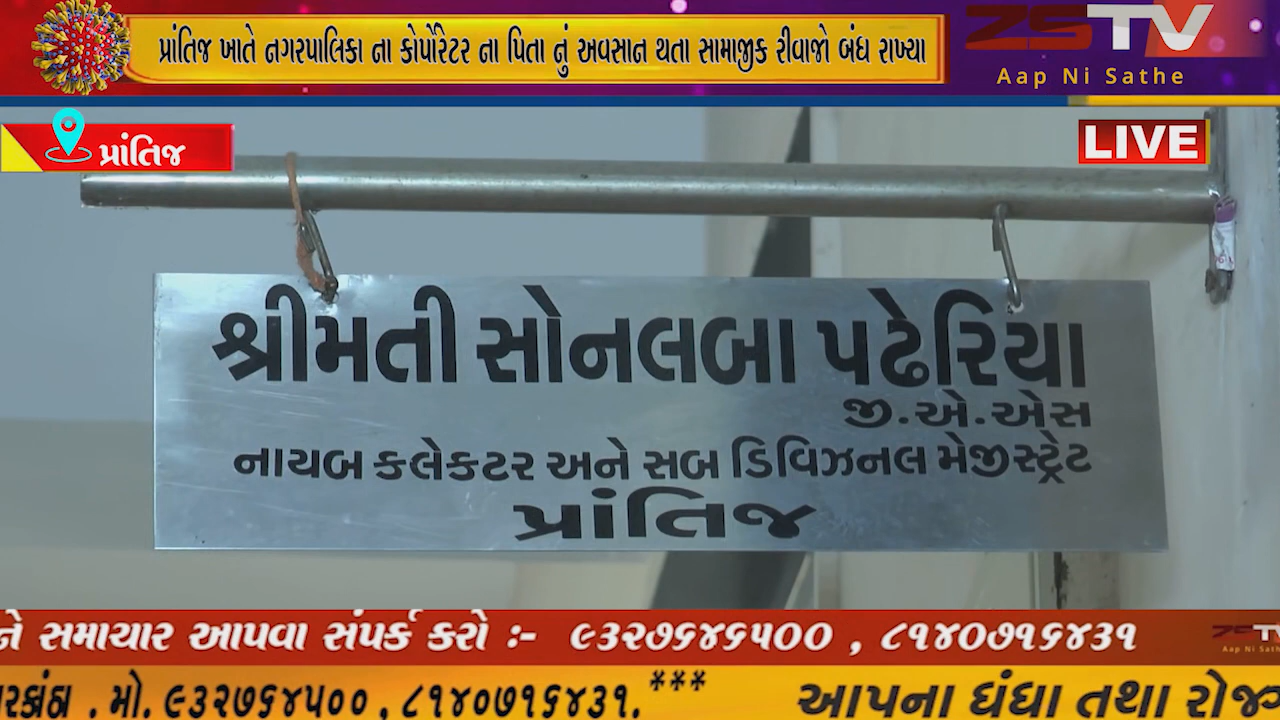 પ્રાંતિજ ખાતે નગરપાલિકા ના કોર્પોરેટર ના પિતા નું અવસાન થતા સામાજીક રીવાજો બંધ રાખ્યા
ZSTV
Aap Ni Sathe
પ્રાંતિજ
LIVE
શ્રીમતી સોનલબા પઢેરિયા
જી.એ.એસ
નાયબ કલેકટર અને સબ ડિવિઝનલ મેજીસ્ટ્રેટ
પ્રાંતિજ
ને સમાચાર આપવા સંપર્ક કરો :- ૯૩૨૭૬૪૬૫૦૦ , ૮૧૪૦૭૧૬૪૩૧
ZSTV
Aap Ni Sathe
. મો. ૯૩૨૭૬૪૫૦૦ , ૮૧૪૦૭૧૬૪૩૧. *** આપના ધંધા તથા